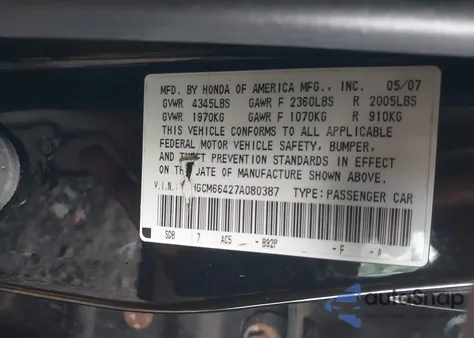 MFD. BY HONDA OF AMERICA MFG., INC. 05/07
GVWR 4345LBS GAWR F 2360LBS R 2005LBS
GVWR 1970KG GAWR F 1070KG R 910KG
THIS VEHICLE CONFORMS TO ALL APPLICABLE
FEDERAL MOTOR VEHICLE SAFETY, BUMPER,
AND THEFT PREVENTION STANDARDS IN EFFECT
ON THE DATE OF MANUFACTURE SHOWN ABOVE.
V.I.N. HGCM66427A080387 TYPE: PASSENGER CAR
SDB 7 AC5 - B92P - F - A
autoSnap